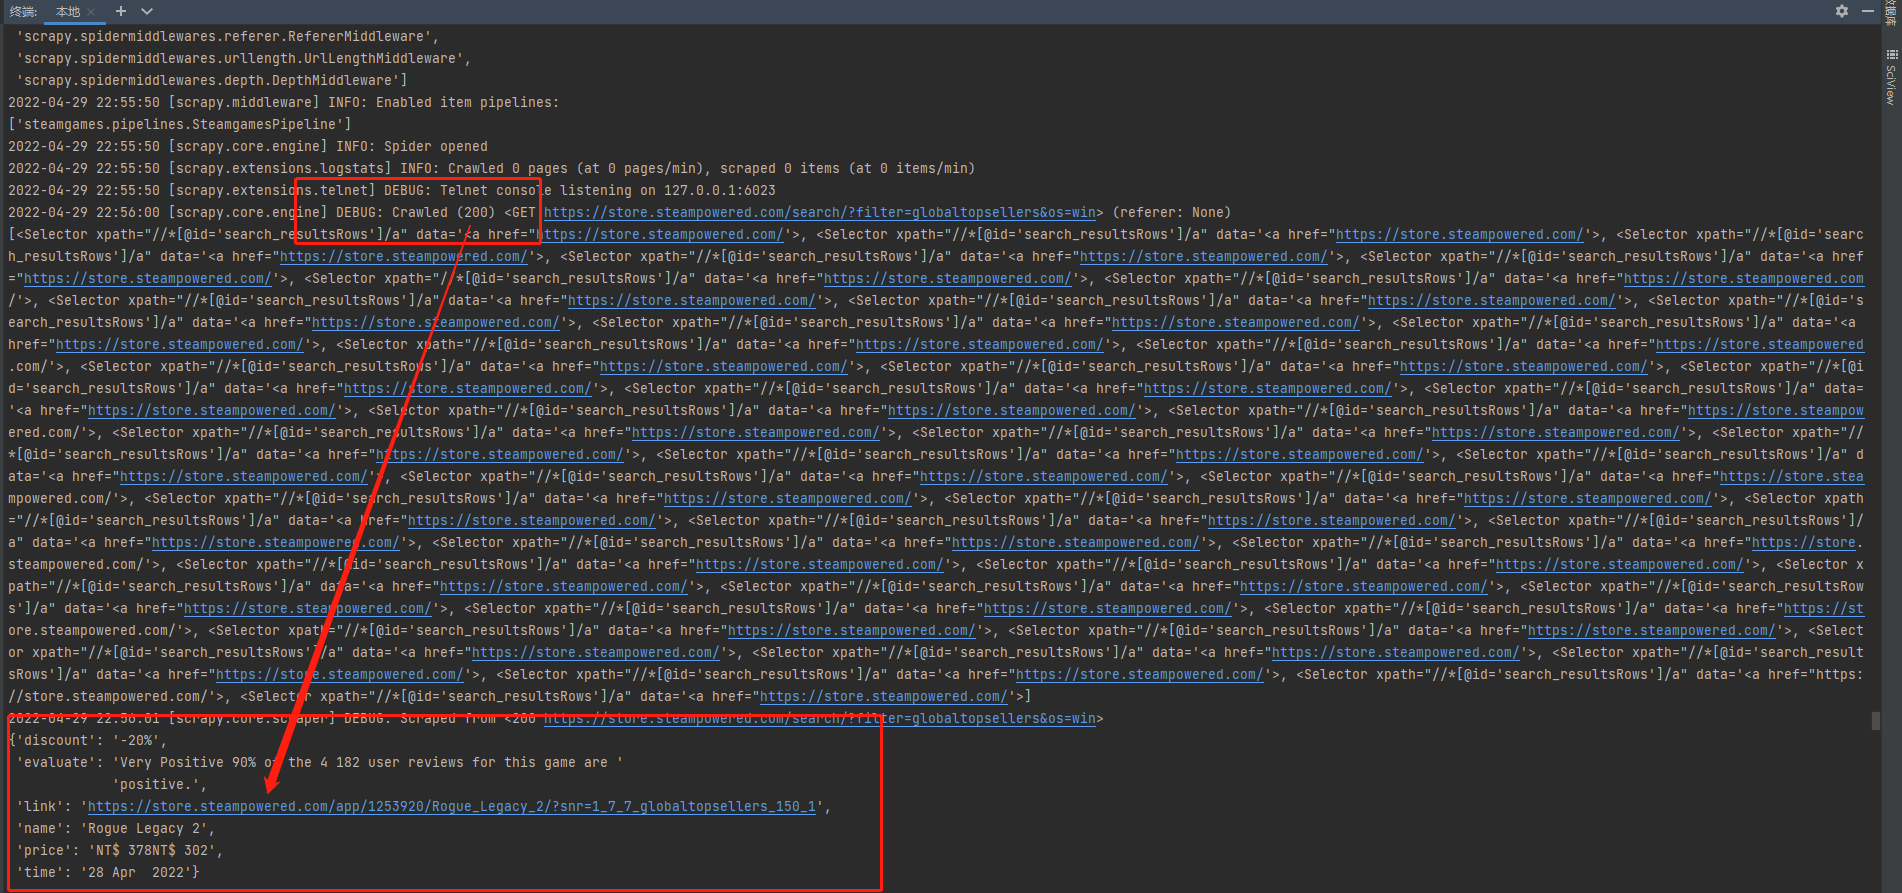 终端: 本地 × +
'scrapy.spidermiddlewares.referer.RefererMiddleware',
'scrapy.spidermiddlewares.urllength.UrlLengthMiddleware',
'scrapy.spidermiddlewares.depth.DepthMiddleware']
2022-04-29 22:55:50 [scrapy.middleware] INFO: Enabled item pipelines:
['steamgames.pipelines.SteamgamesPipeline']
2022-04-29 22:55:50 [scrapy.core.engine] INFO: Spider opened
2022-04-29 22:55:50 [scrapy.extensions.logstats] INFO: Crawled 0 pages (at 0 pages/min), scraped 0 items (at 0 items/min)
2022-04-29 22:55:50 [scrapy.extensions.telnet] DEBUG: Telnet console listening on 127.0.0.1:6023
2022-04-29 22:56:00 [scrapy.core.engine] DEBUG: Crawled (200) <GET https://store.steampowered.com/search/?filter=globaltopsellers&os=win> (referer: None)
[<Selector xpath="//*[@id='search_resultsRows']/a" data='<a href="https://store.steampowered.com/'>, <Selector xpath="//*[@id='search_resultsRows']/a" data='<a href="https://store.steampowered.com/'>, <Selector xpath="//*[@id='searc
h_resultsRows']/a" data='<a href="https://store.steampowered.com/'>, <Selector xpath="//*[@id='search_resultsRows']/a" data='<a href="https://store.steampowered.com/'>, <Selector xpath="//*[@id='search_resultsRows']/a" data='<a href
="https://store.steampowered.com/'>, <Selector xpath="//*[@id='search_resultsRows']/a" data='<a href="https://store.steampowered.com/'>, <Selector xpath="//*[@id='search_resultsRows']/a" data='<a href="https://store.steampowered.com
/'>, <Selector xpath="//*[@id='search_resultsRows']/a" data='<a href="https://store.steampowered.com/'>, <Selector xpath="//*[@id='search_resultsRows']/a" data='<a href="https://store.steampowered.com/'>, <Selector xpath="//*[@id='s
earch_resultsRows']/a" data='<a href="https://store.steampowered.com/'>, <Selector xpath="//*[@id='search_resultsRows']/a" data='<a href="https://store.steampowered.com/'>, <Selector xpath="//*[@id='search_resultsRows']/a" data='<a
href="https://store.steampowered.com/'>, <Selector xpath="//*[@id='search_resultsRows']/a" data='<a href="https://store.steampowered.com/'>, <Selector xpath="//*[@id='search_resultsRows']/a" data='<a href="https://store.steampowered
.com/'>, <Selector xpath="//*[@id='search_resultsRows']/a" data='<a href="https://store.steampowered.com/'>, <Selector xpath="//*[@id='search_resultsRows']/a" data='<a href="https://store.steampowered.com/'>, <Selector xpath="//*[@i
d='search_resultsRows']/a" data='<a href="https://store.steampowered.com/'>, <Selector xpath="//*[@id='search_resultsRows']/a" data='<a href="https://store.steampowered.com/'>, <Selector xpath="//*[@id='search_resultsRows']/a" data=
'<a href="https://store.steampowered.com/'>, <Selector xpath="//*[@id='search_resultsRows']/a" data='<a href="https://store.steampowered.com/'>, <Selector xpath="//*[@id='search_resultsRows']/a" data='<a href="https://store.steampow
ered.com/'>, <Selector xpath="//*[@id='search_resultsRows']/a" data='<a href="https://store.steampowered.com/'>, <Selector xpath="//*[@id='search_resultsRows']/a" data='<a href="https://store.steampowered.com/'>, <Selector xpath="//
*[@id='search_resultsRows']/a" data='<a href="https://store.steampowered.com/'>, <Selector xpath="//*[@id='search_resultsRows']/a" data='<a href="https://store.steampowered.com/'>, <Selector xpath="//*[@id='search_resultsRows']/a" d
ata='<a href="https://store.steampowered.com/'>, <Selector xpath="//*[@id='search_resultsRows']/a" data='<a href="https://store.steampowered.com/'>, <Selector xpath="//*[@id='search_resultsRows']/a" data='<a href="https://store.stea
mpowered.com/'>, <Selector xpath="//*[@id='search_resultsRows']/a" data='<a href="https://store.steampowered.com/'>, <Selector xpath="//*[@id='search_resultsRows']/a" data='<a href="https://store.steampowered.com/'>, <Selector xpath
="//*[@id='search_resultsRows']/a" data='<a href="https://store.steampowered.com/'>, <Selector xpath="//*[@id='search_resultsRows']/a" data='<a href="https://store.steampowered.com/'>, <Selector xpath="//*[@id='search_resultsRows']/
a" data='<a href="https://store.steampowered.com/'>, <Selector xpath="//*[@id='search_resultsRows']/a" data='<a href="https://store.steampowered.com/'>, <Selector xpath="//*[@id='search_resultsRows']/a" data='<a href="https://store.
steampowered.com/'>, <Selector xpath="//*[@id='search_resultsRows']/a" data='<a href="https://store.steampowered.com/'>, <Selector xpath="//*[@id='search_resultsRows']/a" data='<a href="https://store.steampowered.com/'>, <Selector x
path="//*[@id='search_resultsRows']/a" data='<a href="https://store.steampowered.com/'>, <Selector xpath="//*[@id='search_resultsRows']/a" data='<a href="https://store.steampowered.com/'>, <Selector xpath="//*[@id='search_resultsRow
s']/a" data='<a href="https://store.steampowered.com/'>, <Selector xpath="//*[@id='search_resultsRows']/a" data='<a href="https://store.steampowered.com/'>, <Selector xpath="//*[@id='search_resultsRows']/a" data='<a href="https://st
ore.steampowered.com/'>, <Selector xpath="//*[@id='search_resultsRows']/a" data='<a href="https://store.steampowered.com/'>, <Selector xpath="//*[@id='search_resultsRows']/a" data='<a href="https://store.steampowered.com/'>, <Select
or xpath="//*[@id='search_resultsRows']/a" data='<a href="https://store.steampowered.com/'>, <Selector xpath="//*[@id='search_resultsRows']/a" data='<a href="https://store.steampowered.com/'>, <Selector xpath="//*[@id='search_result
sRows']/a" data='<a href="https://store.steampowered.com/'>, <Selector xpath="//*[@id='search_resultsRows']/a" data='<a href="https://store.steampowered.com/'>, <Selector xpath="//*[@id='search_resultsRows']/a" data='<a href="https:
//store.steampowered.com/'>, <Selector xpath="//*[@id='search_resultsRows']/a" data='<a href="https://store.steampowered.com/'>]
2022-04-29 22:56:01 [scrapy.core.scraper] DEBUG: Scraped from <200 https://store.steampowered.com/search/?filter=globaltopsellers&os=win>
{'discount': '-20%',
'evaluate': 'Very Positive 90% of the 4 182 user reviews for this game are '
'positive.',
'link': 'https://store.steampowered.com/app/1253920/Rogue_Legacy_2/?snr=1_7_7_globaltopsellers_150_1',
'name': 'Rogue Legacy 2',
'price': 'NT$ 378NT$ 302',
'time': '28 Apr  2022'}
数据库
SciView